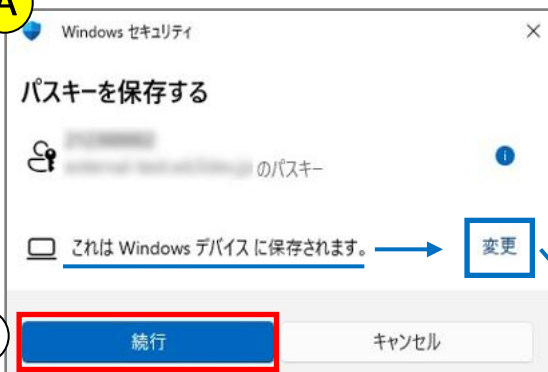 A
Windows セキュリティ
パスキーを保存する
のパスキー
これは Windows デバイス に保存されます。
変更
続行
キャンセル